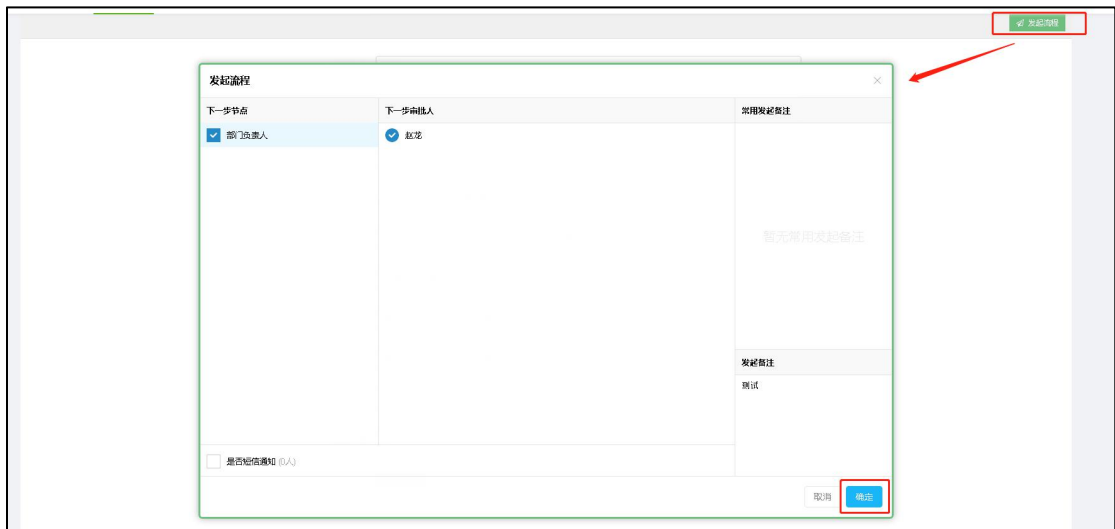 发起流程
发起流程
下一步节点
下一步审批人
常用发起备注
部门负责人
赵龙
暂无常用发起备注
发起备注
测试
是否短信通知 (0人)
取消
确定